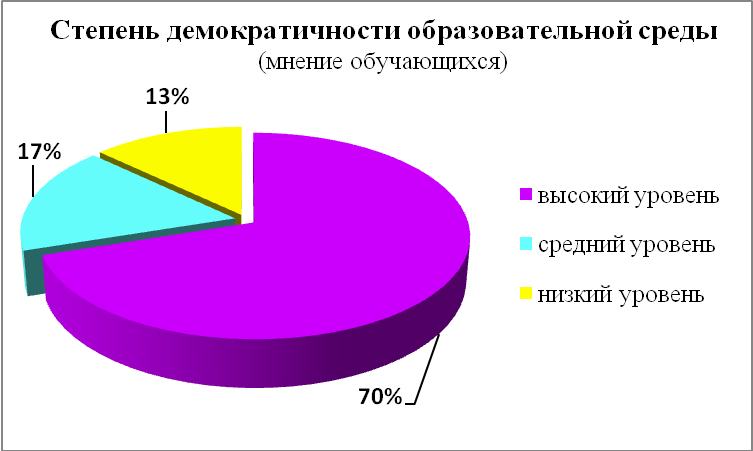 Степень демократичности образовательной среды
(мнение обучающихся)
13%
17%
высокий уровень
средний уровень
низкий уровень
70%